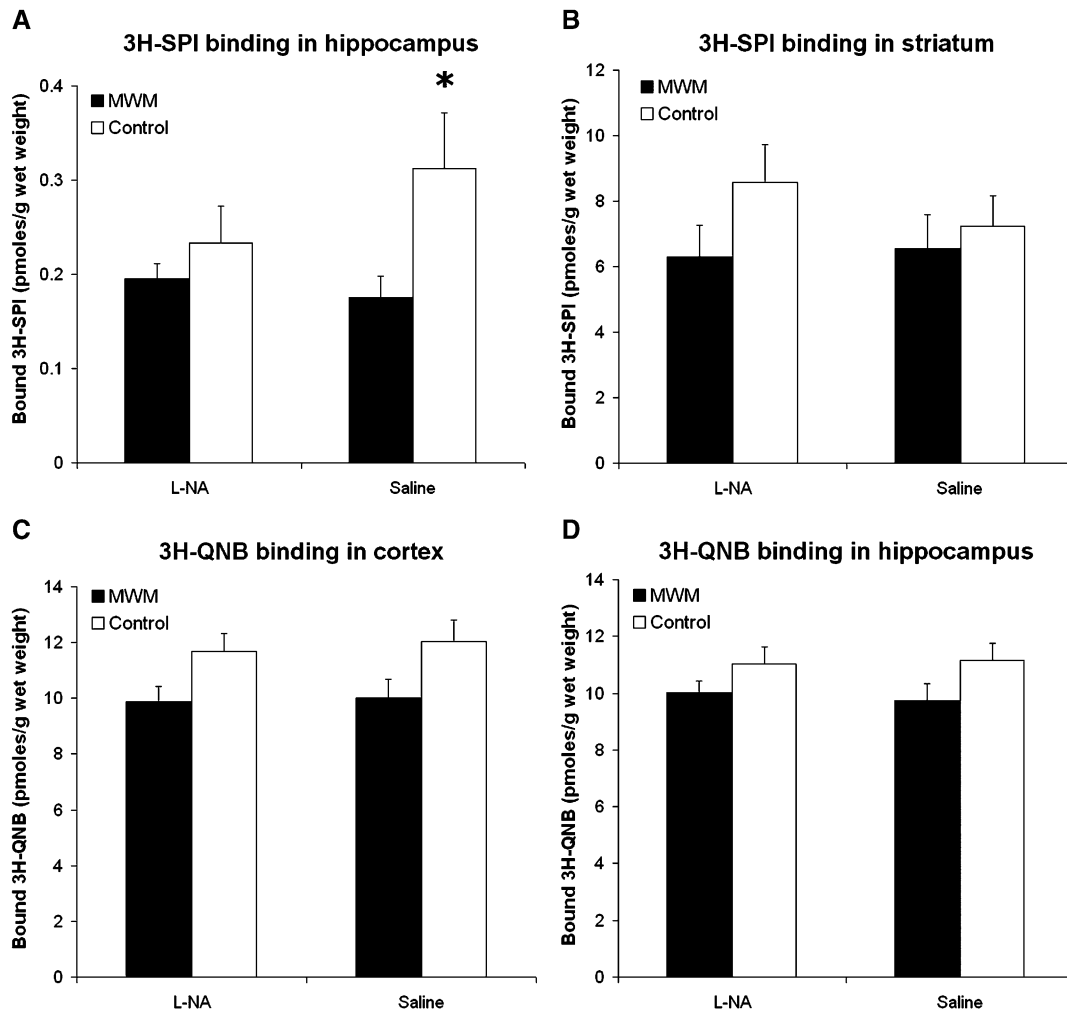 A
3H-SPI binding in hippocampus
Bound 3H-SPI (pmoles/g wet weight)
0.4
0.3
0.2
0.1
0
MWM
Control
*
L-NA
Saline
B
3H-SPI binding in striatum
Bound 3H-SPI (pmoles/g wet weight)
12
10
8
6
4
2
0
MWM
Control
L-NA
Saline
C
3H-QNB binding in cortex
Bound 3H-QNB (pmoles/g wet weight)
14
12
10
8
6
4
2
0
MWM
Control
L-NA
Saline
D
3H-QNB binding in hippocampus
Bound 3H-QNB (pmoles/g wet weight)
14
12
10
8
6
4
2
0
MWM
Control
L-NA
Saline